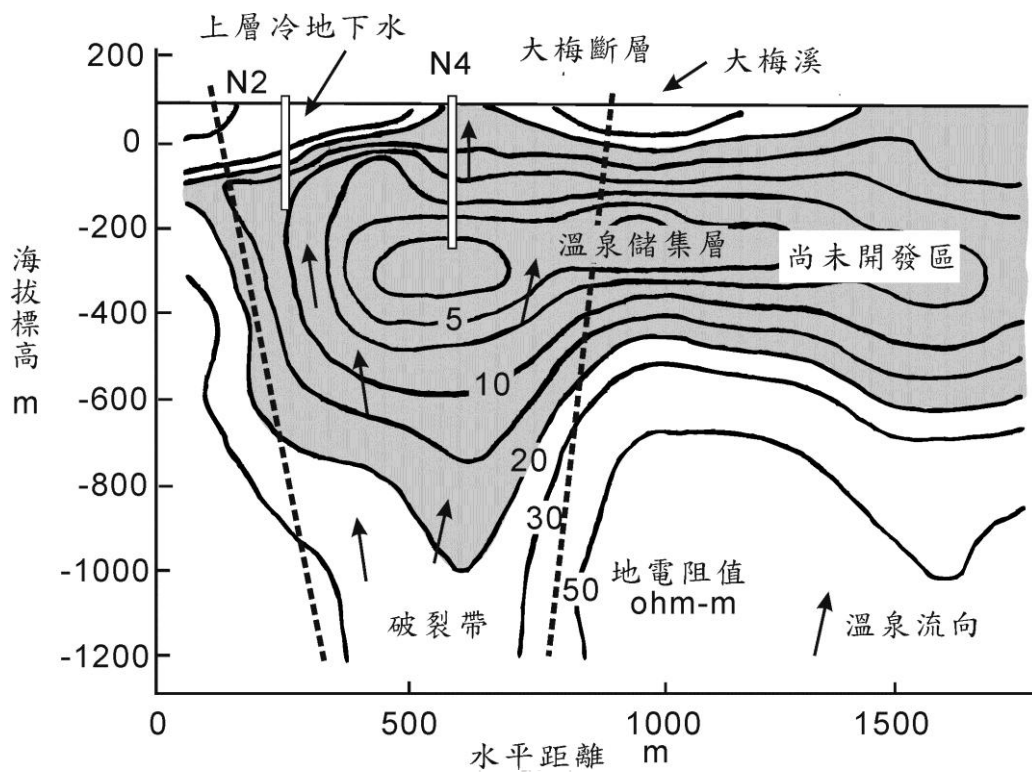 上層冷地下水
大梅斷層
大梅溪
N2
N4
200
0
-200
-400
-600
-800
-1000
-1200
海拔標高
m
溫泉儲集層
尚未開發區
5
10
20
30
50
地電阻值
ohm-m
破裂帶
溫泉流向
0
500
1000
1500
水平距離
m